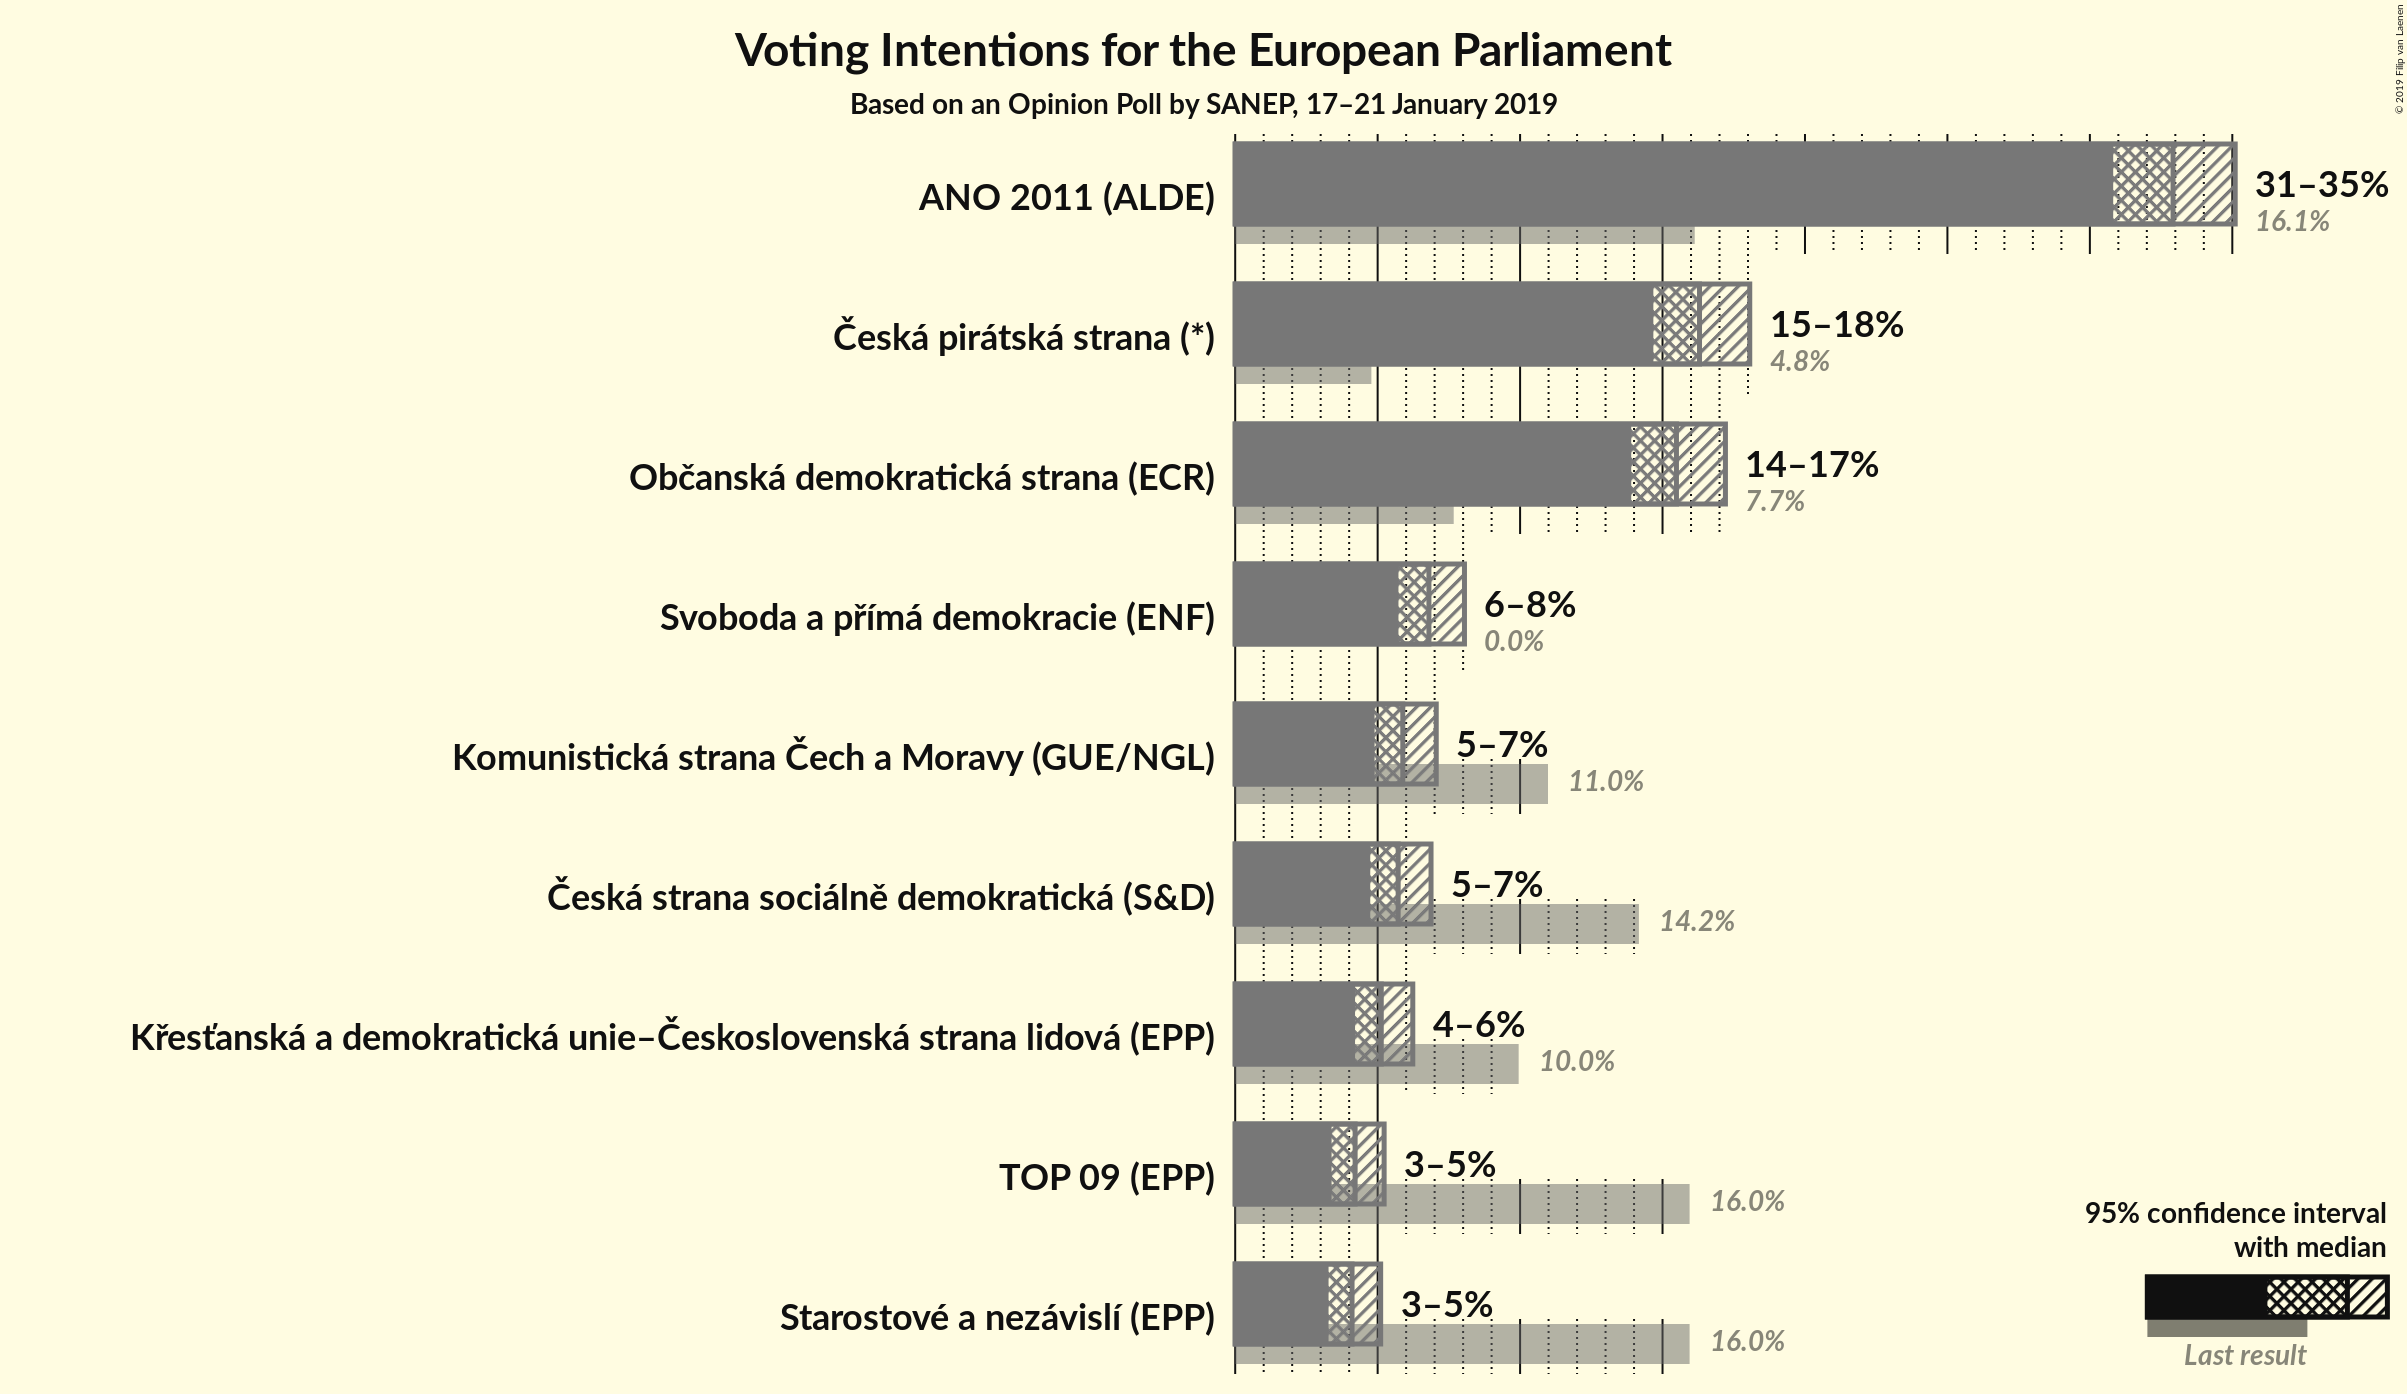 Voting Intentions for the European Parliament
Based on an Opinion Poll by SANEP, 17–21 January 2019
© 2019 Filip van Laenen
ANO 2011 (ALDE)
31–35%
16.1%
Česká pirátská strana (*)
15–18%
4.8%
Občanská demokratická strana (ECR)
14–17%
7.7%
Svoboda a přímá demokracie (ENF)
6–8%
0.0%
Komunistická strana Čech a Moravy (GUE/NGL)
5–7%
11.0%
Česká strana sociálně demokratická (S&D)
5–7%
14.2%
Křesťanská a demokratická unie–Československá strana lidová (EPP)
4–6%
10.0%
TOP 09 (EPP)
3–5%
16.0%
Starostové a nezávislí (EPP)
3–5%
16.0%
95% confidence interval
with median
Last result